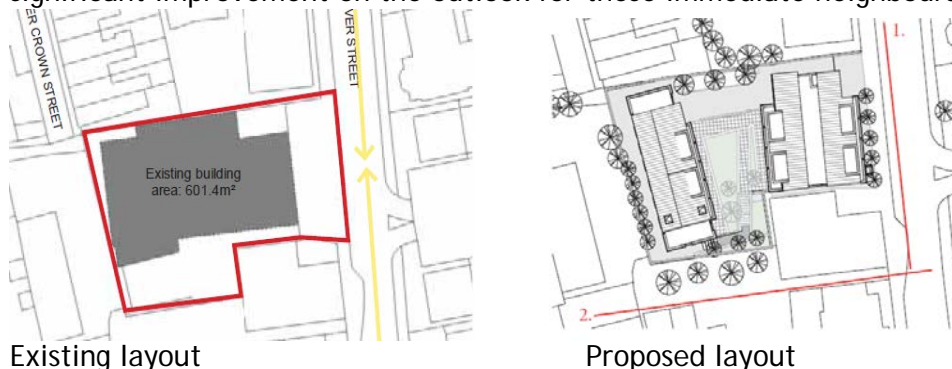 significant improvement on the outlook for these immediate neighbours
ER CROWN STREET
VER STREET
Existing building
area: 601.4m²
1.
2.
Existing layout
Proposed layout